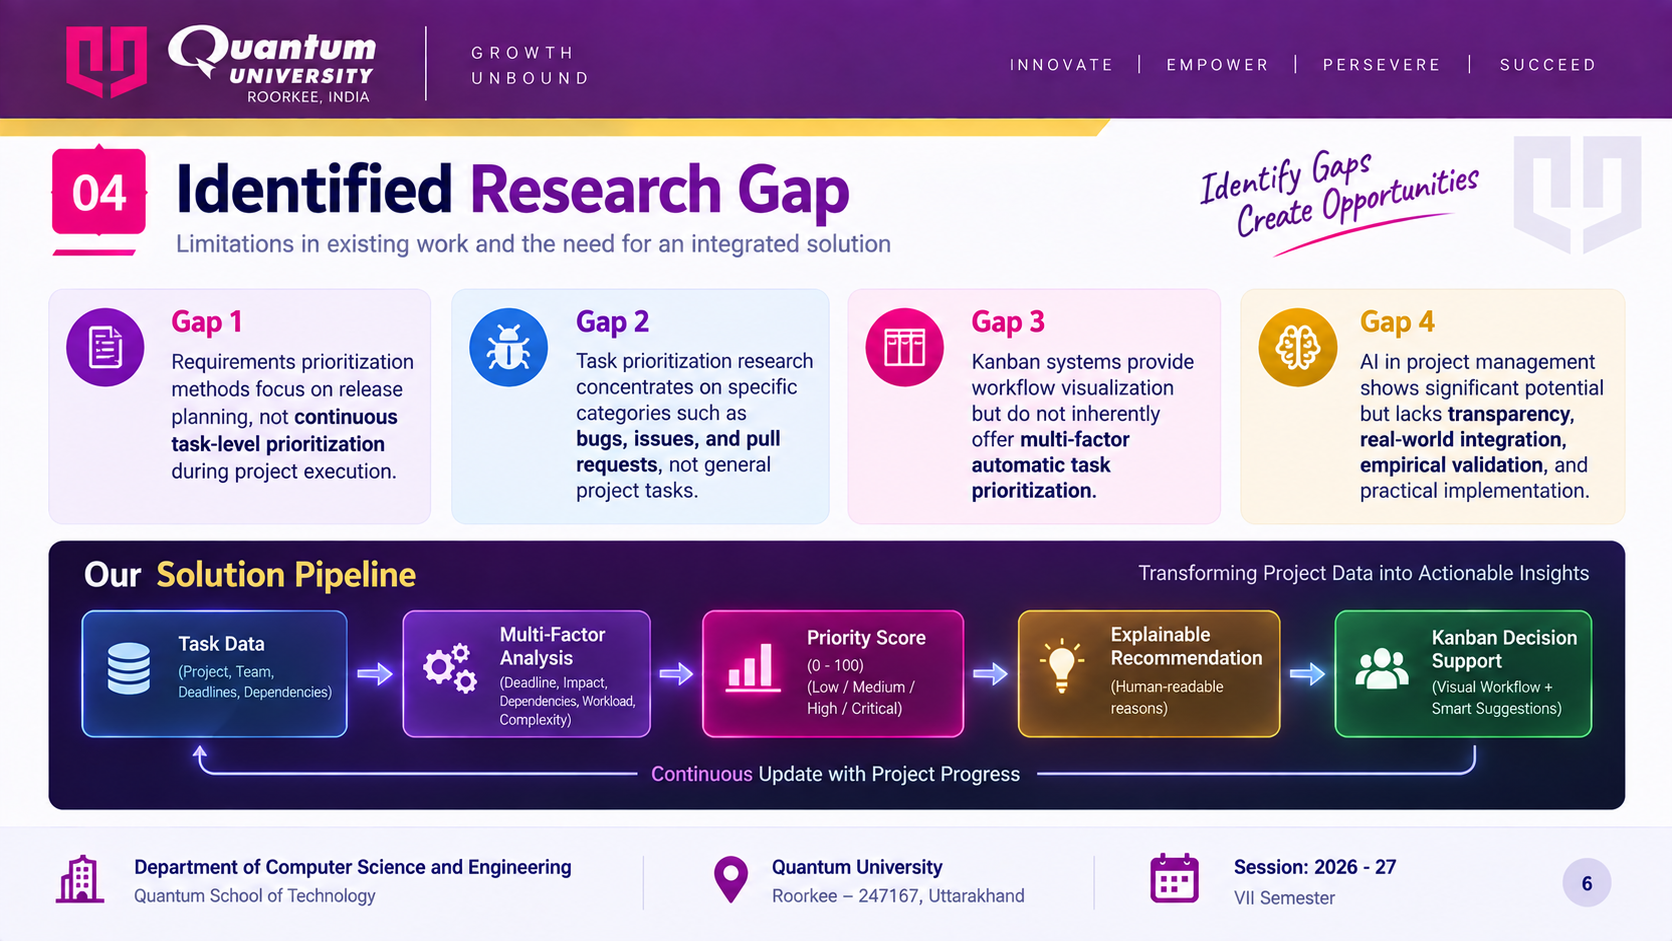 Quantum
UNIVERSITY
ROORKEE, INDIA
GROWTH
UNBOUND
INNOVATE | EMPOWER | PERSEVERE | SUCCEED
04
Identified Research Gap
Limitations in existing work and the need for an integrated solution
Identify Gaps
Create Opportunities
Gap 1
Requirements prioritization
methods focus on release
planning, not continuous
task-level prioritization
during project execution.
Gap 2
Task prioritization research
concentrates on specific
categories such as
bugs, issues, and pull
requests, not general
project tasks.
Gap 3
Kanban systems provide
workflow visualization
but do not inherently
offer multi-factor
automatic task
prioritization.
Gap 4
AI in project management
shows significant potential
but lacks transparency,
real-world integration,
empirical validation, and
practical implementation.
Our Solution Pipeline
Transforming Project Data into Actionable Insights
Task Data
(Project, Team,
Deadlines, Dependencies)
Multi-Factor
Analysis
(Deadline, Impact,
Dependencies, Workload,
Complexity)
Priority Score
(0 - 100)
(Low / Medium /
High / Critical)
Explainable
Recommendation
(Human-readable
reasons)
Kanban Decision
Support
(Visual Workflow +
Smart Suggestions)
Continuous Update with Project Progress
Department of Computer Science and Engineering
Quantum School of Technology
Quantum University
Roorkee – 247167, Uttarakhand
Session: 2026 - 27
VII Semester
6